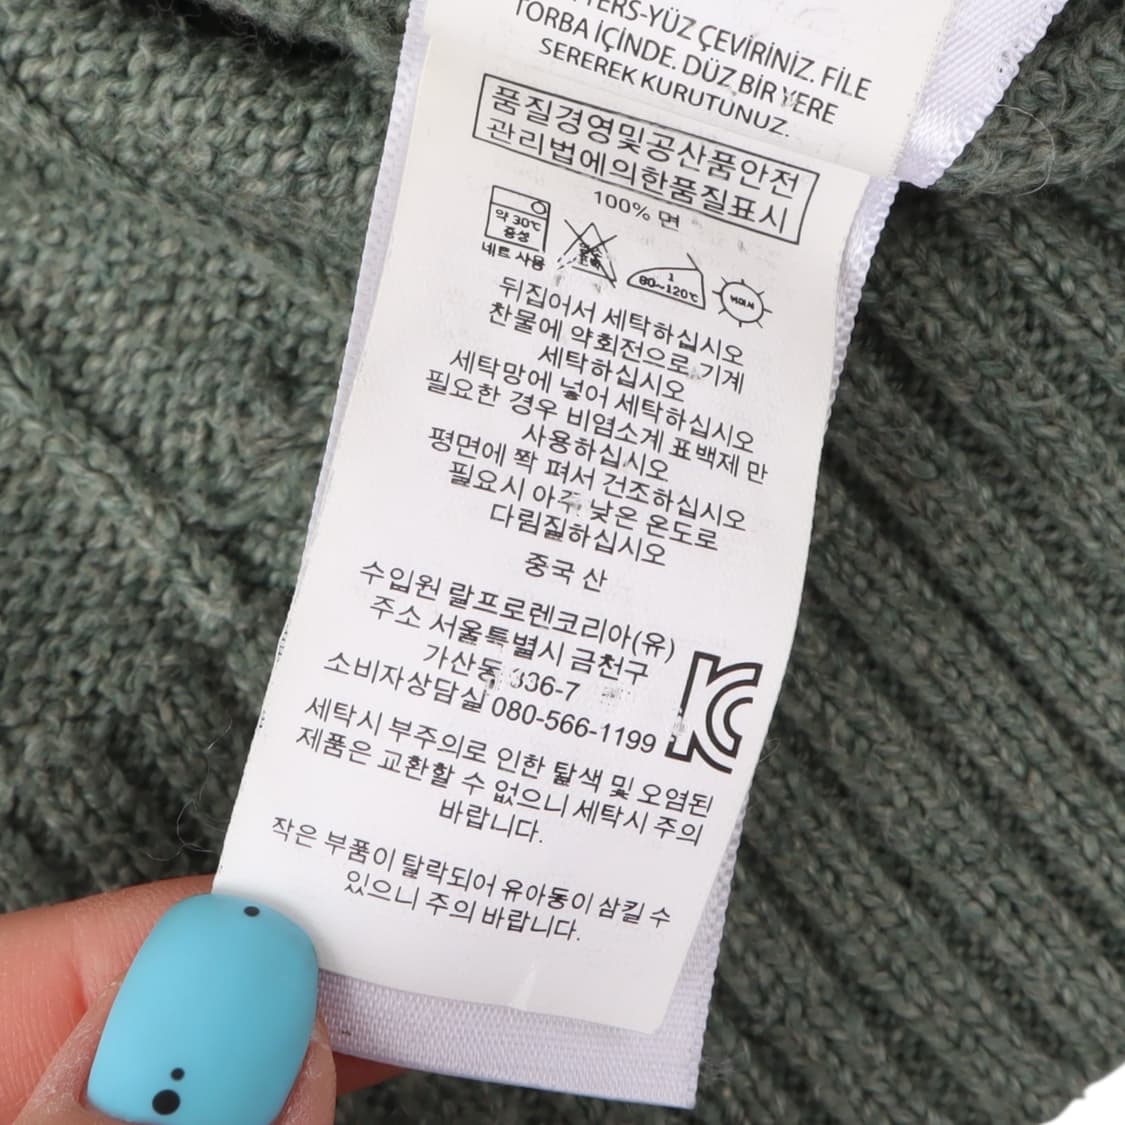 TERS-YÜZ ÇEVİRİNİZ. FİLE
TORBA İÇİNDE. DÜZ BİR YERE
SEREREK KURUTUNUZ.
품질경영및공산품안전
관리법에의한품질표시
100% 면
약 30℃
중성
네트 사용
80~120℃
뒤집어서 세탁하십시오
찬물에 약회전으로 기계
세탁하십시오
세탁망에 넣어 세탁하십시오
필요한 경우 비염소계 표백제 만
사용하십시오
평면에 쫙 펴서 건조하십시오
필요시 아주 낮은 온도로
다림질하십시오
중국 산
수입원 랄프로렌코리아(유)
주소 서울특별시 금천구
가산동 336-7
소비자상담실 080-566-1199
세탁시 부주의로 인한 탈색 및 오염된
제품은 교환할 수 없으니 세탁시 주의
바랍니다.
작은 부품이 탈락되어 유아동이 삼킬 수
있으니 주의 바랍니다.